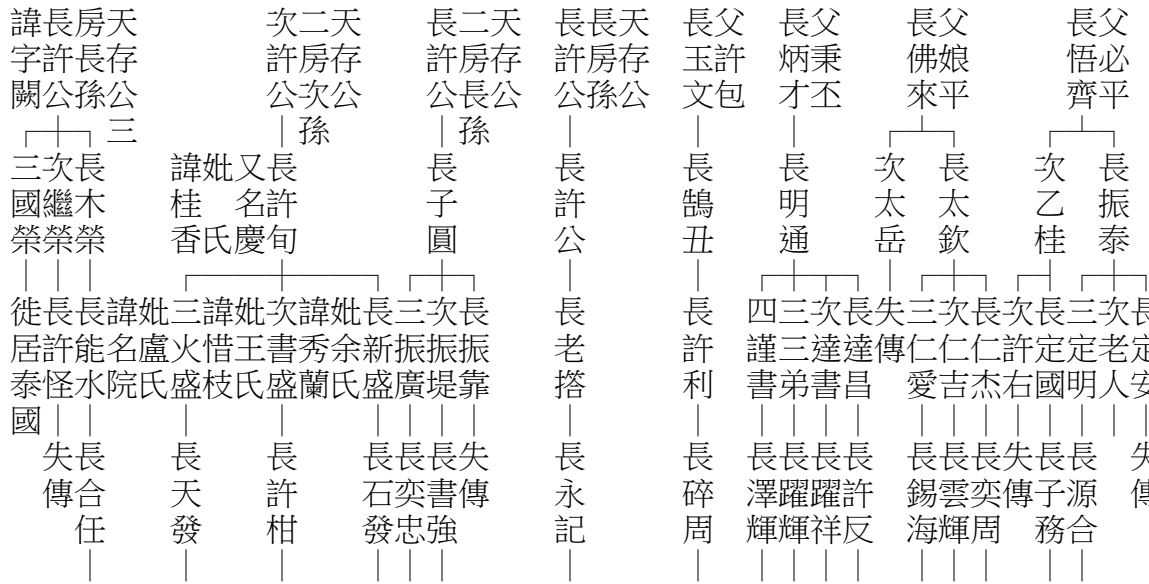 父必平
長悟齊
父娘平
長佛來
父秉丕
長炳才
父許包
長玉文
天存公
長房孫
長許公
天存公
二房長孫
長許公
天存公
二房次孫
次許公
天存公三
房長孫
長許公
諱字闕
長振泰
次乙桂
長太欽
次太岳
長明通
長鵠丑
長許公
長子圓
長許旬
又名慶
妣 氏
諱桂香
長木榮
次繼榮
三國榮
長定安
次老人
三定明
長定國
次許右
長仁杰
次仁吉
三仁愛
失傳
長達昌
次達書
三三弟
四謹書
長許利
長老撘
長振靠
次振堤
三振廣
長新盛
妣余氏
諱秀蘭
次書盛
妣王氏
諱惜枝
三火盛
妣盧氏
諱名院
長能水
長許怪
徙居泰國
失傳
長源合
長子務
失傳
長奕周
長雲輝
長錫海
長許反
長躍祥
長躍輝
長澤輝
長碎周
長永記
失傳
長書強
長奕忠
長石發
長許柑
長天發
長合任
失傳